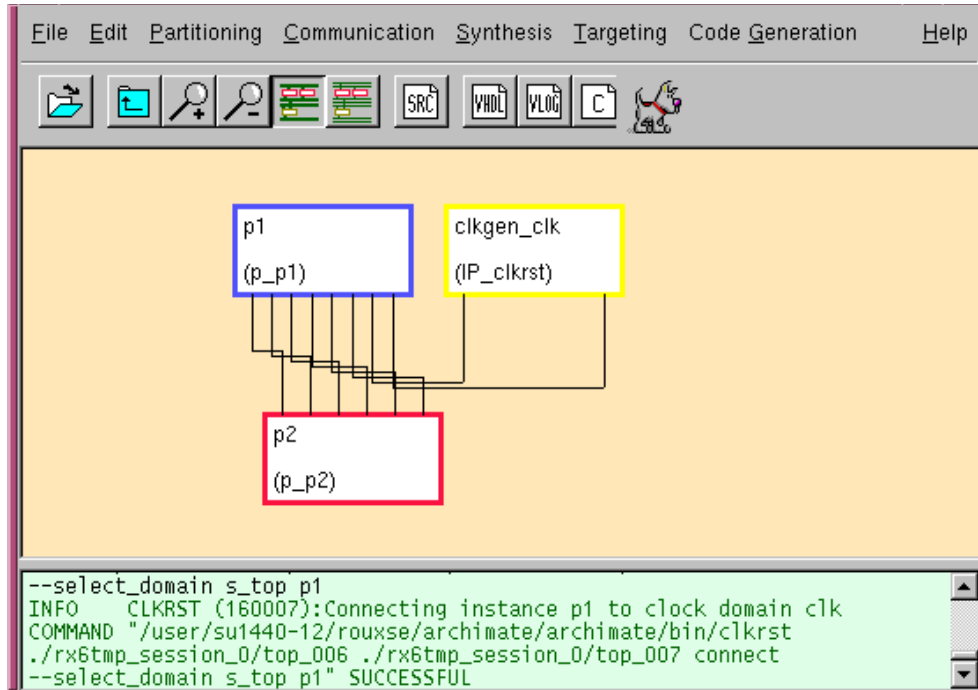 File Edit Partitioning Communication Synthesis Targeting Code Generation Help
SRC VHDL VLOG C
p1
(p_p1)
clkgen_clk
(IP_clkrst)
p2
(p_p2)
--select_domain s_top p1
INFO CLKRST (160007):Connecting instance p1 to clock domain clk
COMMAND "/user/su1440-12/rouxse/archimate/archimate/bin/clkrst
./rx6tmp_session_0/top_006 ./rx6tmp_session_0/top_007 connect
--select_domain s_top p1" SUCCESSFUL